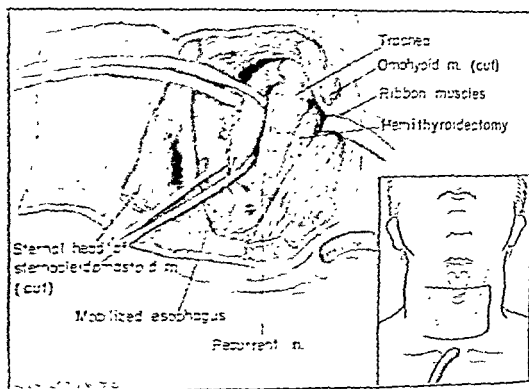 Trachea
Omohyoid m. (cut)
Ribbon muscles
Hemithyroidectomy
Sternal head of
sternocleidomastoid m.
(cut)
Mobilized esophagus
Recurrent n.